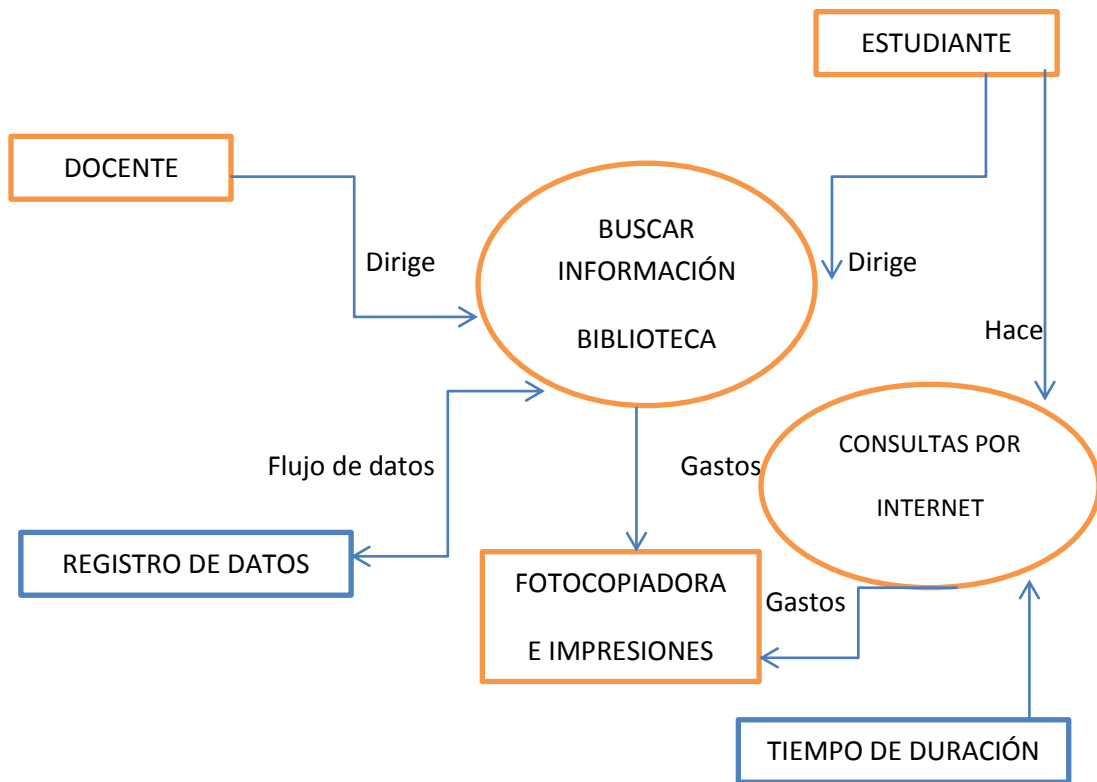 ESTUDIANTE
DOCENTE
BUSCAR
INFORMACIÓN
BIBLIOTECA
Dirige
Dirige
Hace
CONSULTAS POR
INTERNET
Flujo de datos
Gastos
REGISTRO DE DATOS
FOTOCOPIADORA
E IMPRESIONES
Gastos
TIEMPO DE DURACIÓN